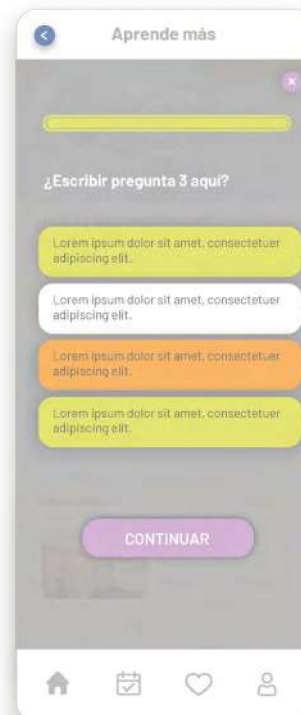 Aprende más
¿Escribir pregunta 3 aquí?
Lorem ipsum dolor sit amet, consectetuer
adipiscing elit.
Lorem ipsum dolor sit amet, consectetuer
adipiscing elit.
Lorem ipsum dolor sit amet, consectetuer
adipiscing elit.
Lorem ipsum dolor sit amet, consectetuer
adipiscing elit.
CONTINUAR